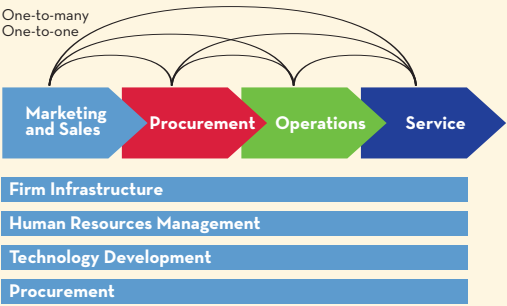 One-to-many
One-to-one
Marketing
and Sales
Procurement
Operations
Service
Firm Infrastructure
Human Resources Management
Technology Development
Procurement